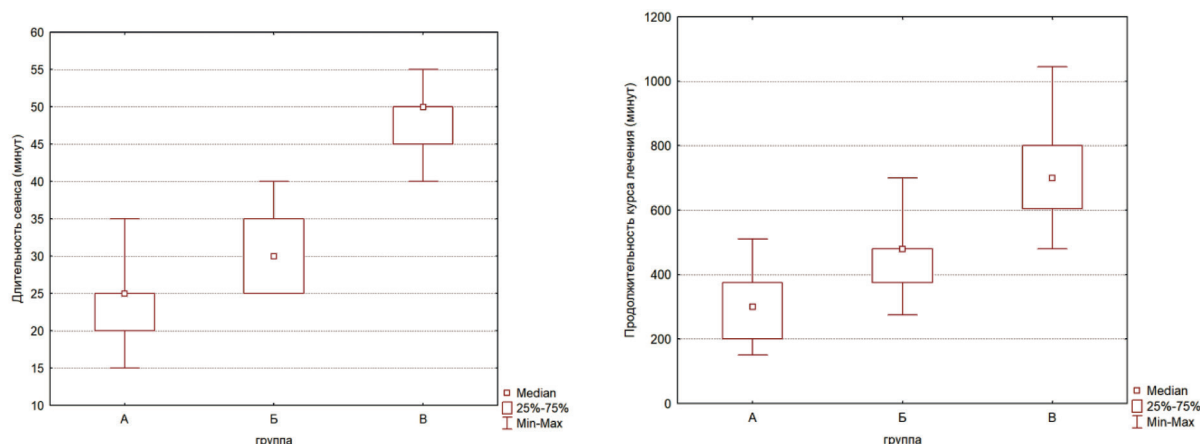 Длительность сеанса (минут)
60
55
50
45
40
35
30
25
20
15
10
А
Б
В
группа
Median
25%-75%
Min-Max
Продолжительность курса лечения (минут)
1200
1000
800
600
400
200
0
А
Б
В
группа
Median
25%-75%
Min-Max